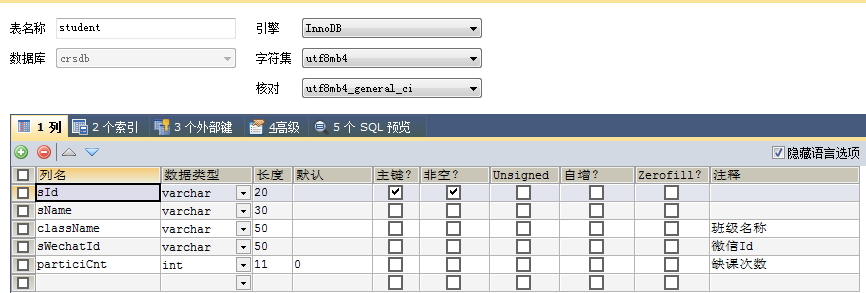 表名称 student 引擎 InnoDB
数据库 crsdb 字符集 utf8mb4
核对 utf8mb4_general_ci
1 列 2 个索引 3 个外部键 4高级 5 个 SQL 预览
隐藏语言选项
列名 数据类型 长度 默认 主键? 非空? Unsigned 自增? Zerofill? 注释
sId varchar 20
sName varchar 30
className varchar 50 班级名称
sWechatId varchar 50 微信Id
particiCnt int 11 0 缺课次数